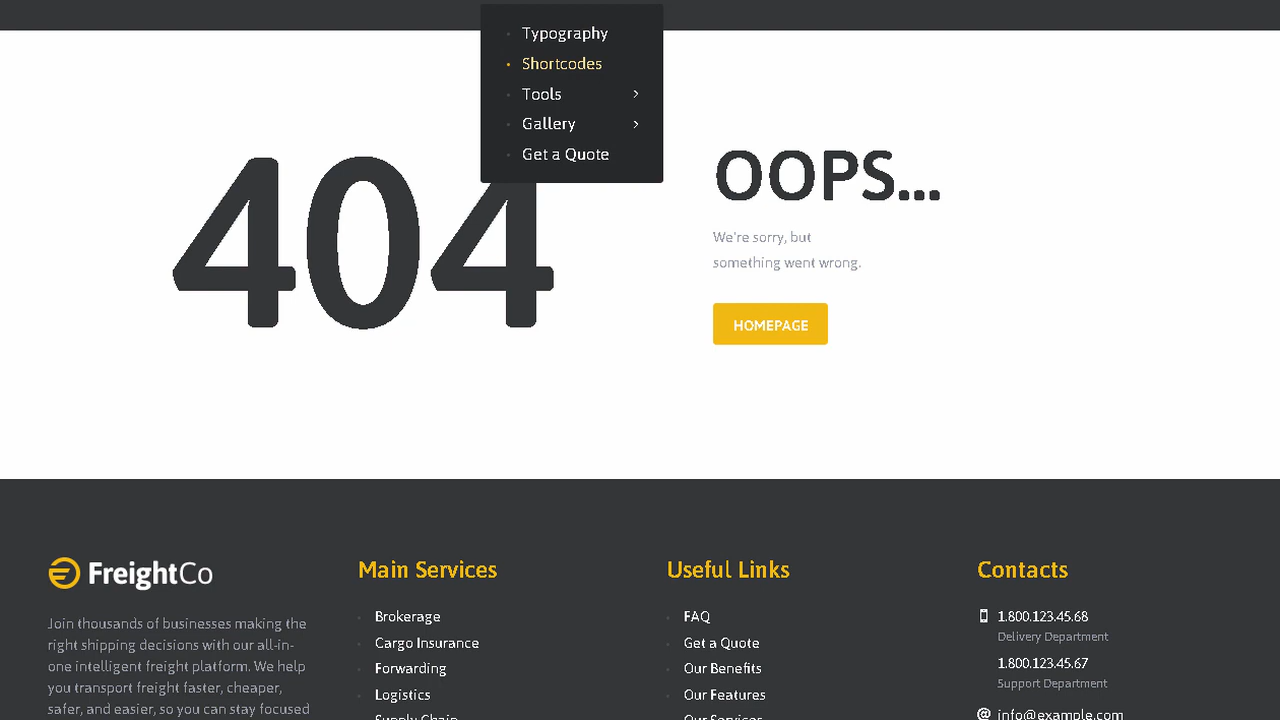 Typography
Shortcodes
Tools
Gallery
Get a Quote
404
OOPS...
We're sorry, but
something went wrong.
HOMEPAGE
FreightCo
Join thousands of businesses making the
right shipping decisions with our all-in-
one intelligent freight platform. We help
you transport freight faster, cheaper,
safer, and easier, so you can stay focused
Main Services
Brokerage
Cargo Insurance
Forwarding
Logistics
Supply Chain
Useful Links
FAQ
Get a Quote
Our Benefits
Our Features
Our Services
Contacts
1.800.123.45.68
Delivery Department
1.800.123.45.67
Support Department
info@example.com